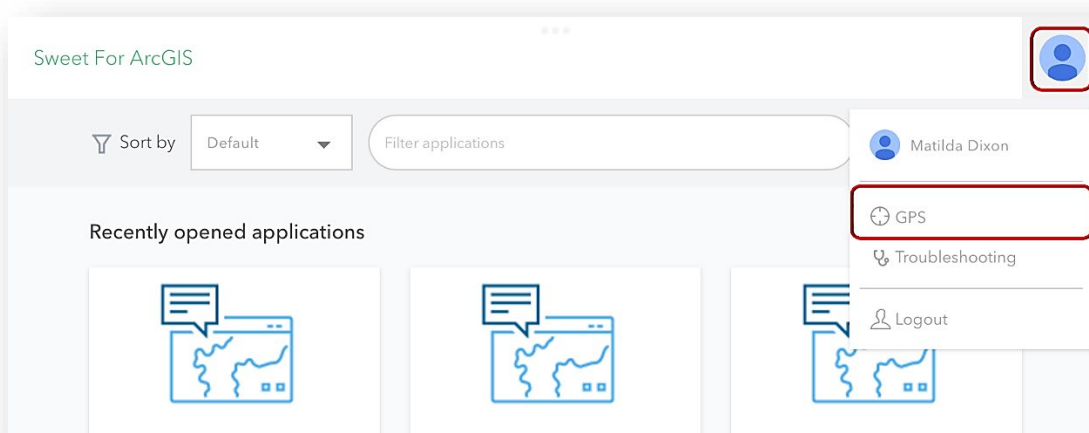 Sweet For ArcGIS
Sort by
Default
Filter applications
Matilda Dixon
GPS
Troubleshooting
Logout
Recently opened applications